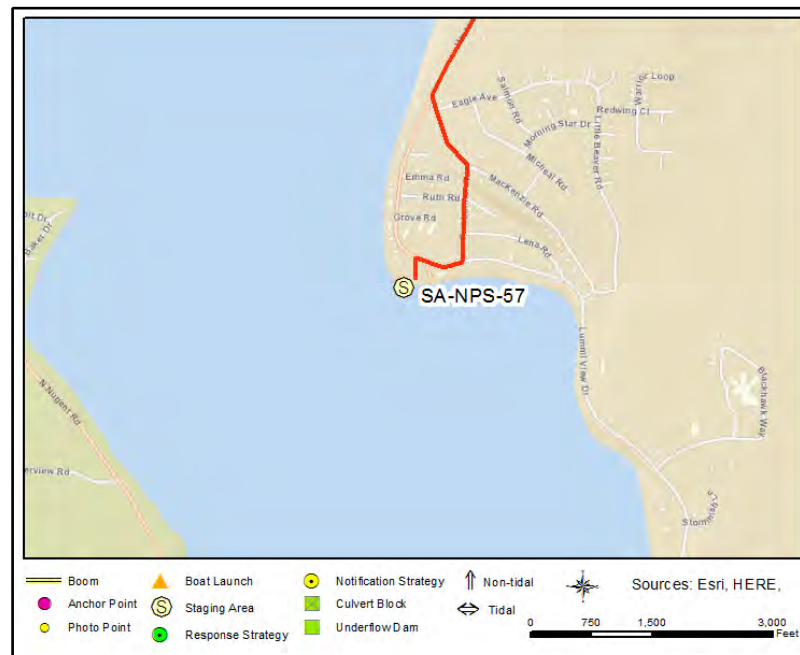 Eagle Ave
Salmon Rd
Warrior Loop
Redwing Ct
Morning Star Dr
Little Beaver Rd
Micheal Rd
Emma Rd
Ruth Rd
MacKenzie Rd
Grove Rd
Lena Rd
Baker Dr
SA-NPS-57
Lummi View Dr
N Nugent Rd
Blackhawk Way
erview Rd
Stom
Boom
Boat Launch
Notification Strategy
Non-tidal
Sources: Esri, HERE,
Anchor Point
S Staging Area
Culvert Block
Tidal
Photo Point
Response Strategy
Underflow Dam
0 750 1,500 3,000
Feet